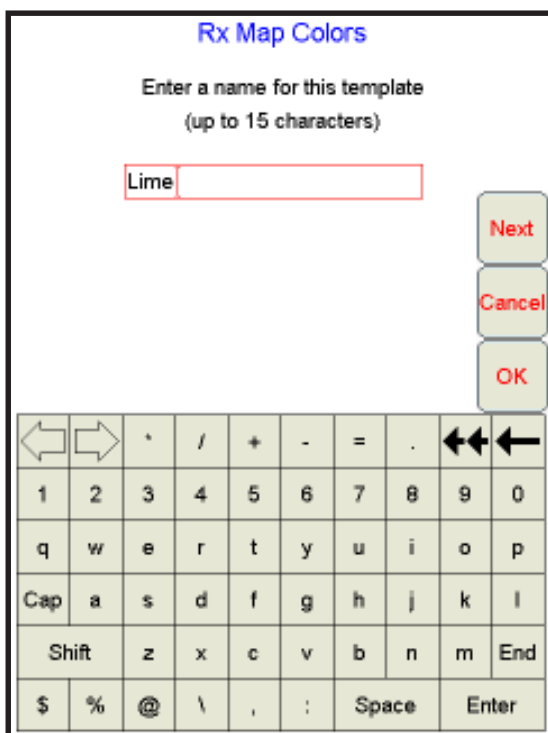 Rx Map Colors
Enter a name for this template
(up to 15 characters)
Lime
Next
Cancel
OK
* / + - = .
1 2 3 4 5 6 7 8 9 0
q w e r t y u i o p
Cap a s d f g h j k l
Shift z x c v b n m End
$ % @ \ , : Space Enter